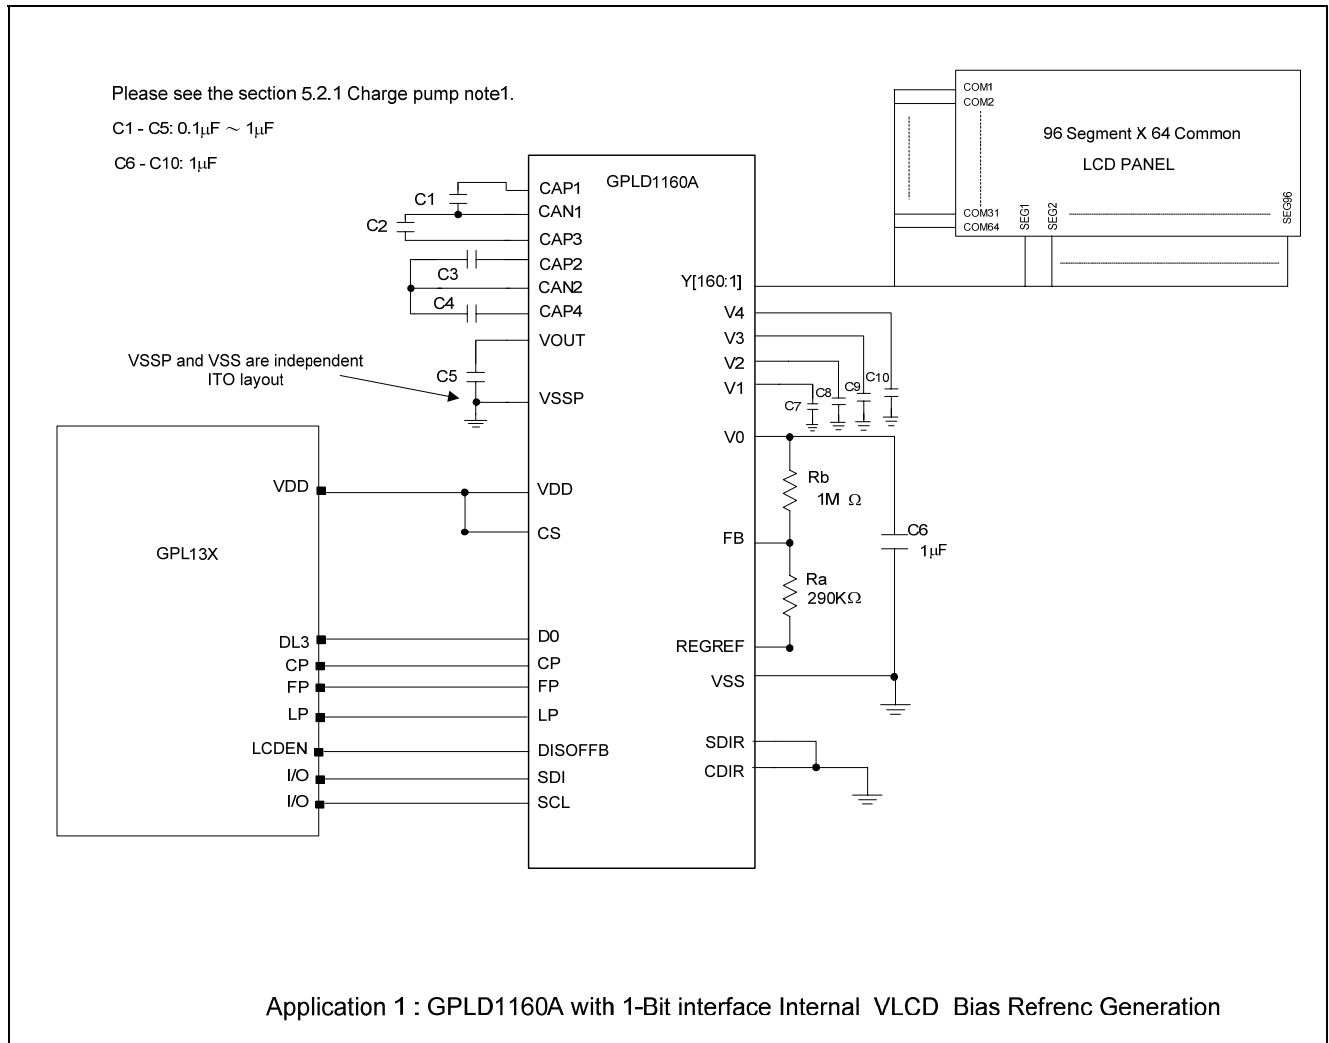 Please see the section 5.2.1 Charge pump note1.
C1 - C5: 0.1μF ～ 1μF
C6 - C10: 1μF
96 Segment X 64 Common
LCD PANEL
COM1
COM2
COM31
COM64
SEG1
SEG2
SEG96
GPLD1160A
CAP1
CAN1
CAP3
CAP2
CAN2
CAP4
VOUT
VSSP
VDD
CS
D0
CP
FP
LP
DISOFFB
SDI
SCL
C1
C2
C3
C4
C5
VSSP and VSS are independent
ITO layout
Y[160:1]
V4
V3
V2
V1
V0
FB
REGREF
VSS
SDIR
CDIR
C7
C8
C9
C10
Rb
1M Ω
Ra
290KΩ
C6
1μF
GPL13X
VDD
DL3
CP
FP
LP
LCDEN
I/O
I/O
Application 1 : GPLD1160A with 1-Bit interface Internal VLCD Bias Refrenc Generation